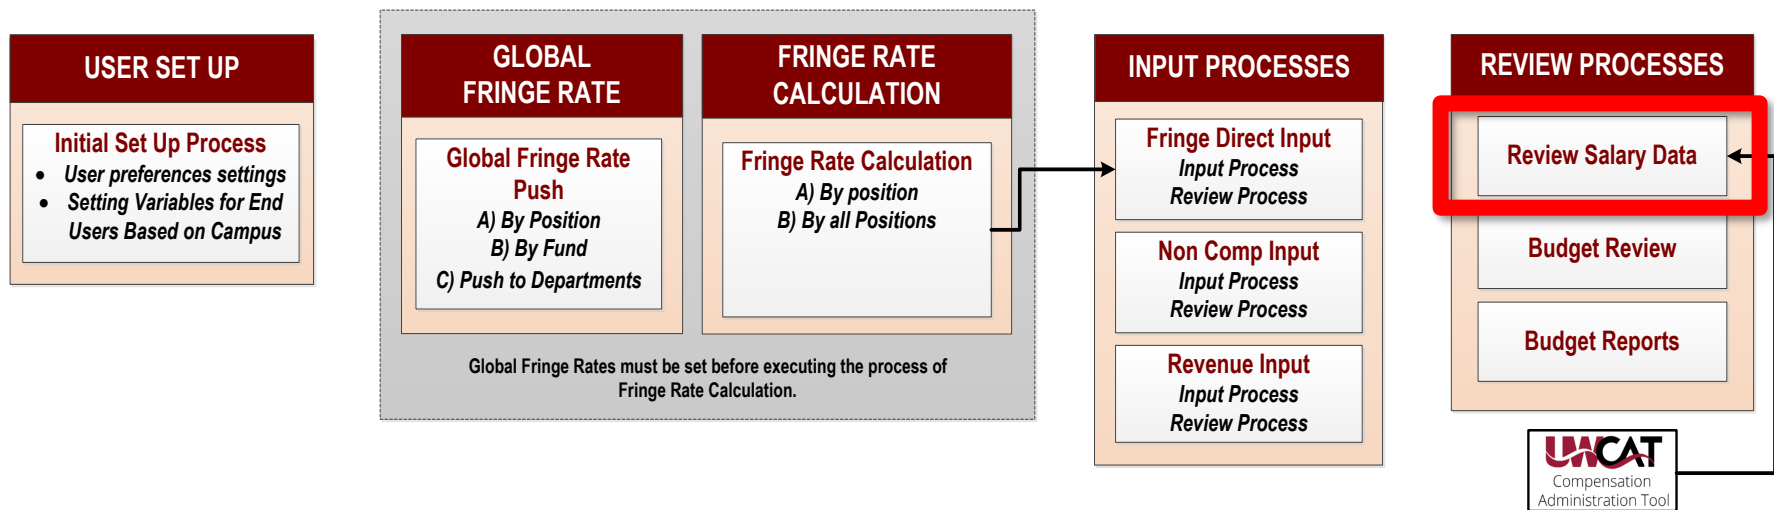 USER SET UP
Initial Set Up Process
• User preferences settings
• Setting Variables for End
Users Based on Campus
GLOBAL
FRINGE RATE
Global Fringe Rate
Push
A) By Position
B) By Fund
C) Push to Departments
FRINGE RATE
CALCULATION
Fringe Rate Calculation
A) By position
B) By all Positions
Global Fringe Rates must be set before executing the process of
Fringe Rate Calculation.
INPUT PROCESSES
Fringe Direct Input
Input Process
Review Process
Non Comp Input
Input Process
Review Process
Revenue Input
Input Process
Review Process
REVIEW PROCESSES
Review Salary Data
Budget Review
Budget Reports
UWCAT
Compensation
Administration Tool